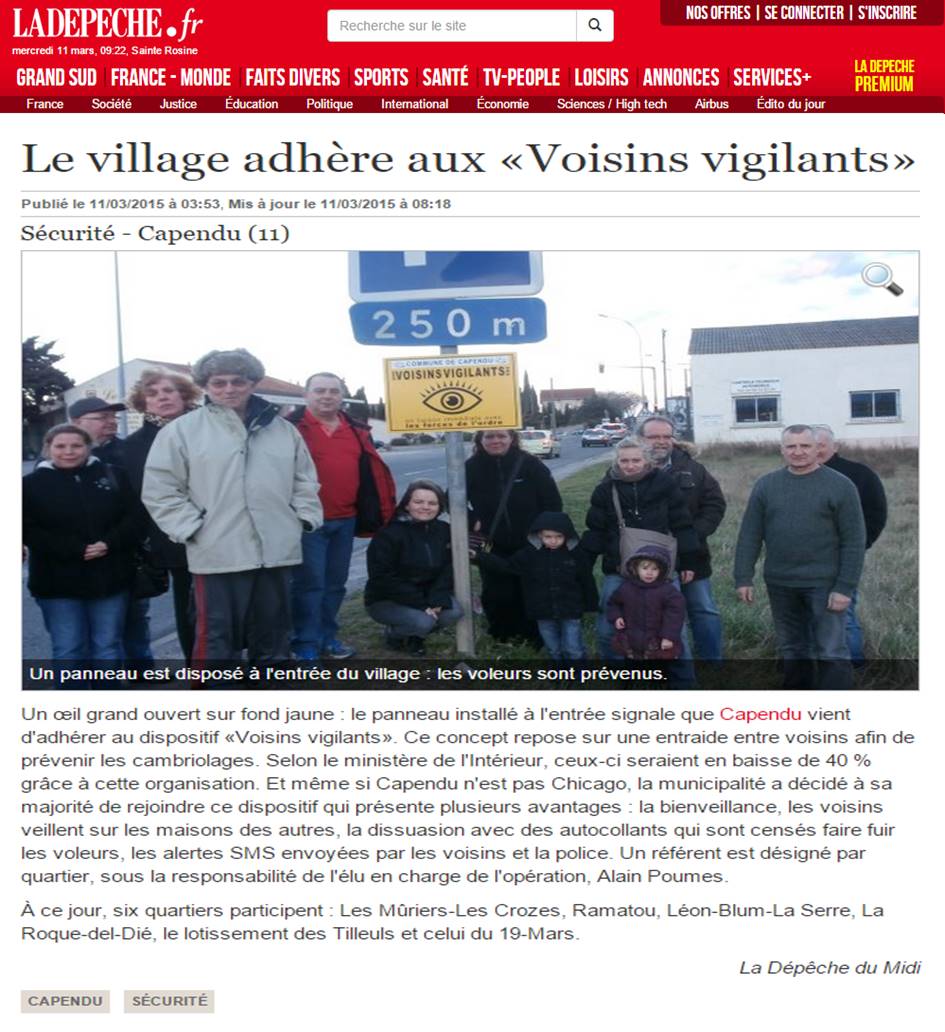 LADEPECHE.fr
Recherche sur le site
NOS OFFRES | SE CONNECTER | S'INSCRIRE
mercredi 11 mars, 09:22, Sainte Rosine
GRAND SUD FRANCE - MONDE FAITS DIVERS SPORTS SANTÉ TV-PEOPLE LOISIRS ANNONCES SERVICES+
LA DEPECHE
PREMIUM
France Société Justice Éducation Politique International Économie Sciences / High tech Airbus Édito du jour
Le village adhère aux «Voisins vigilants»
Publié le 11/03/2015 à 03:53, Mis à jour le 11/03/2015 à 08:18
Sécurité - Capendu (11)
250 m
COMMUNE DE CAPENDU
VOISINSVIGILANTS
en liaison immédiate avec
les forces de l'ordre
Un panneau est disposé à l'entrée du village : les voleurs sont prévenus.
Un œil grand ouvert sur fond jaune : le panneau installé à l'entrée signale que Capendu vient
d'adhérer au dispositif «Voisins vigilants». Ce concept repose sur une entraide entre voisins afin de
prévenir les cambriolages. Selon le ministère de l'Intérieur, ceux-ci seraient en baisse de 40 %
grâce à cette organisation. Et même si Capendu n'est pas Chicago, la municipalité a décidé à sa
majorité de rejoindre ce dispositif qui présente plusieurs avantages : la bienveillance, les voisins
veillent sur les maisons des autres, la dissuasion avec des autocollants qui sont censés faire fuir
les voleurs, les alertes SMS envoyées par les voisins et la police. Un référent est désigné par
quartier, sous la responsabilité de l'élu en charge de l'opération, Alain Poumes.
À ce jour, six quartiers participent : Les Mûriers-Les Crozes, Ramatou, Léon-Blum-La Serre, La
Roque-del-Dié, le lotissement des Tilleuls et celui du 19-Mars.
La Dépêche du Midi
CAPENDU SÉCURITÉ